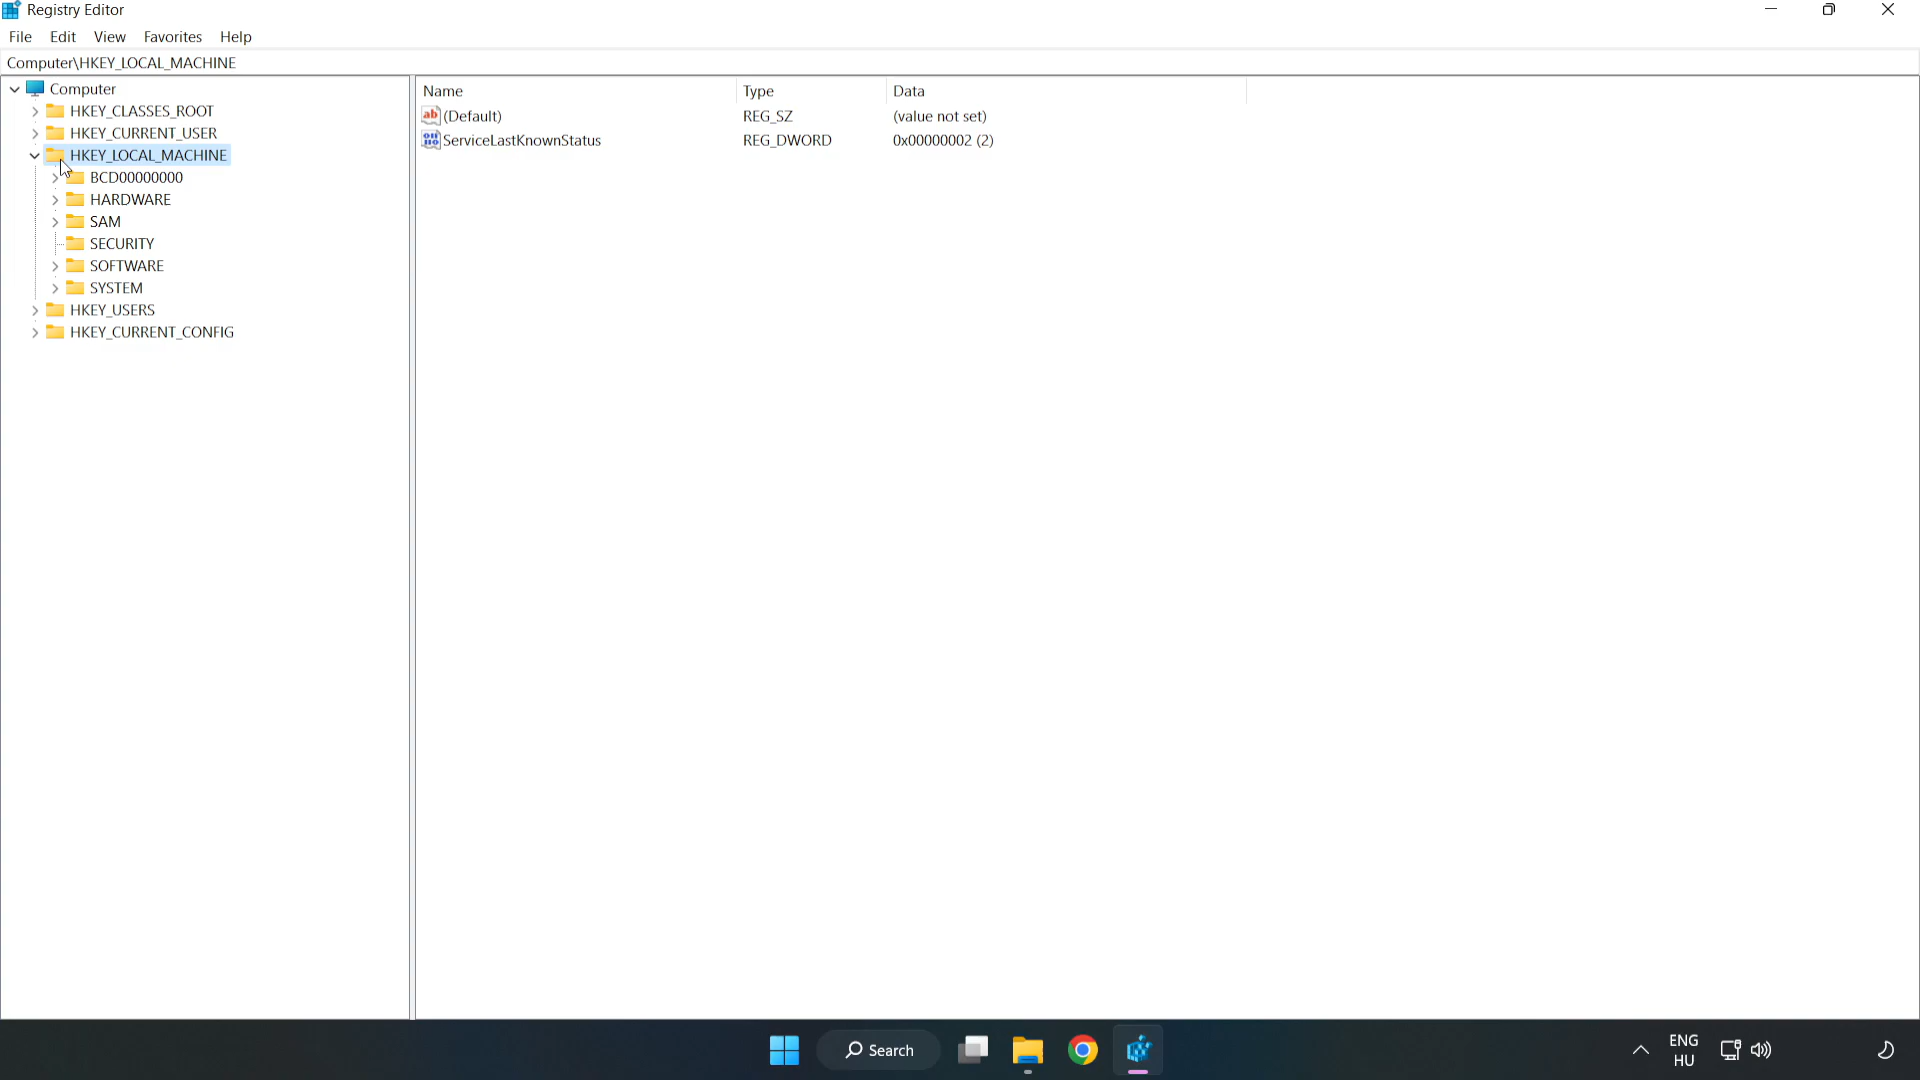 Registry Editor
File Edit View Favorites Help
Computer\HKEY_LOCAL_MACHINE
Computer
HKEY_CLASSES_ROOT
HKEY_CURRENT_USER
HKEY_LOCAL_MACHINE
BCD00000000
HARDWARE
SAM
SECURITY
SOFTWARE
SYSTEM
HKEY_USERS
HKEY_CURRENT_CONFIG
Name Type Data
ab (Default) REG_SZ (value not set)
ServiceLastKnownStatus REG_DWORD 0x00000002 (2)
Search
ENG
HU